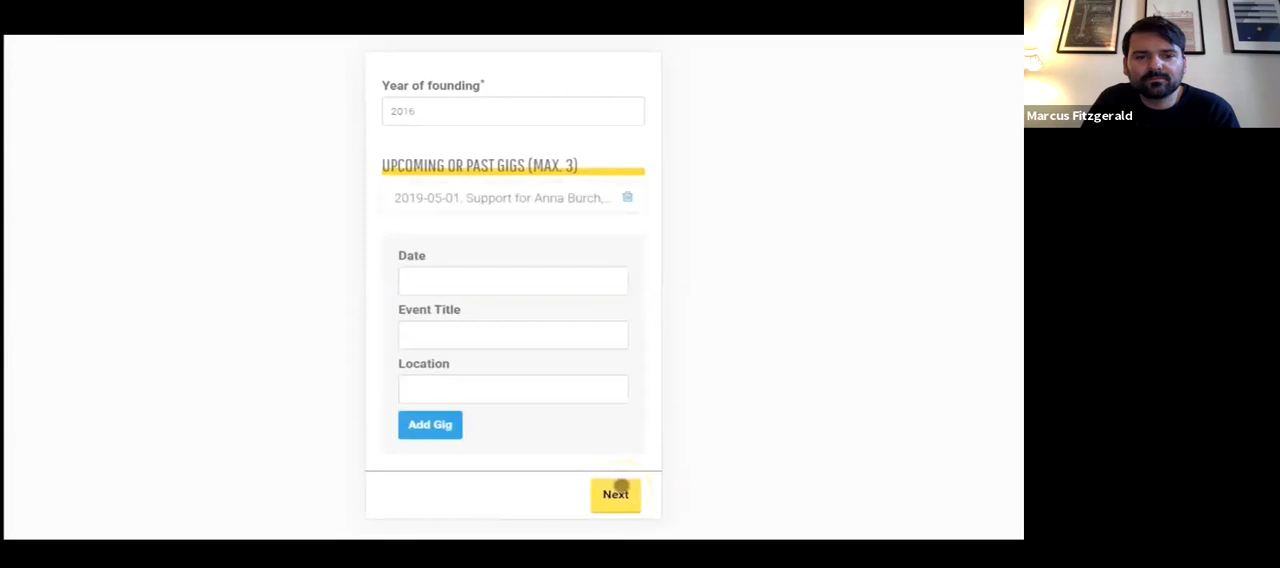 Year of founding*
2016
UPCOMING OR PAST GIGS (MAX. 3)
2019-05-01. Support for Anna Burch,...
Date
Event Title
Location
Add Gig
Next
Marcus Fitzgerald